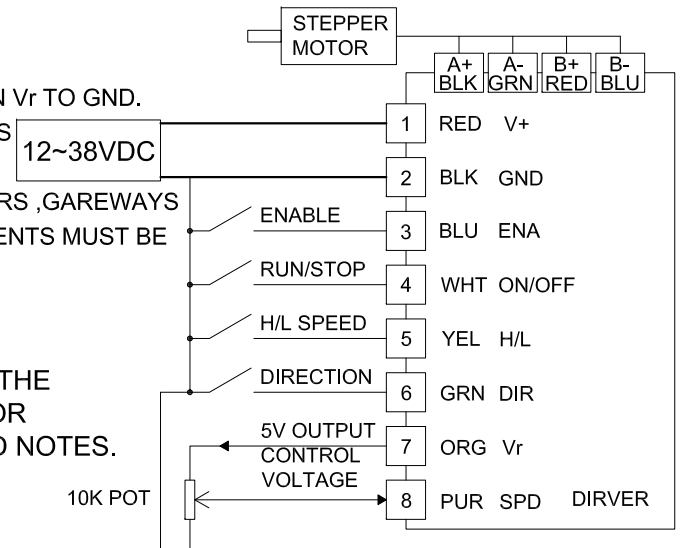 STEPPER
MOTOR
A+ A- B+ B-
BLK GRN RED BLU
N Vr TO GND.
S
12~38VDC
RS ,GAREWAYS
ENTS MUST BE
THE
OR
D NOTES.
1 RED V+
2 BLK GND
ENABLE 3 BLU ENA
RUN/STOP 4 WHT ON/OFF
H/L SPEED 5 YEL H/L
DIRECTION 6 GRN DIR
5V OUTPUT 7 ORG Vr
CONTROL
VOLTAGE
10K POT 8 PUR SPD DIRVER